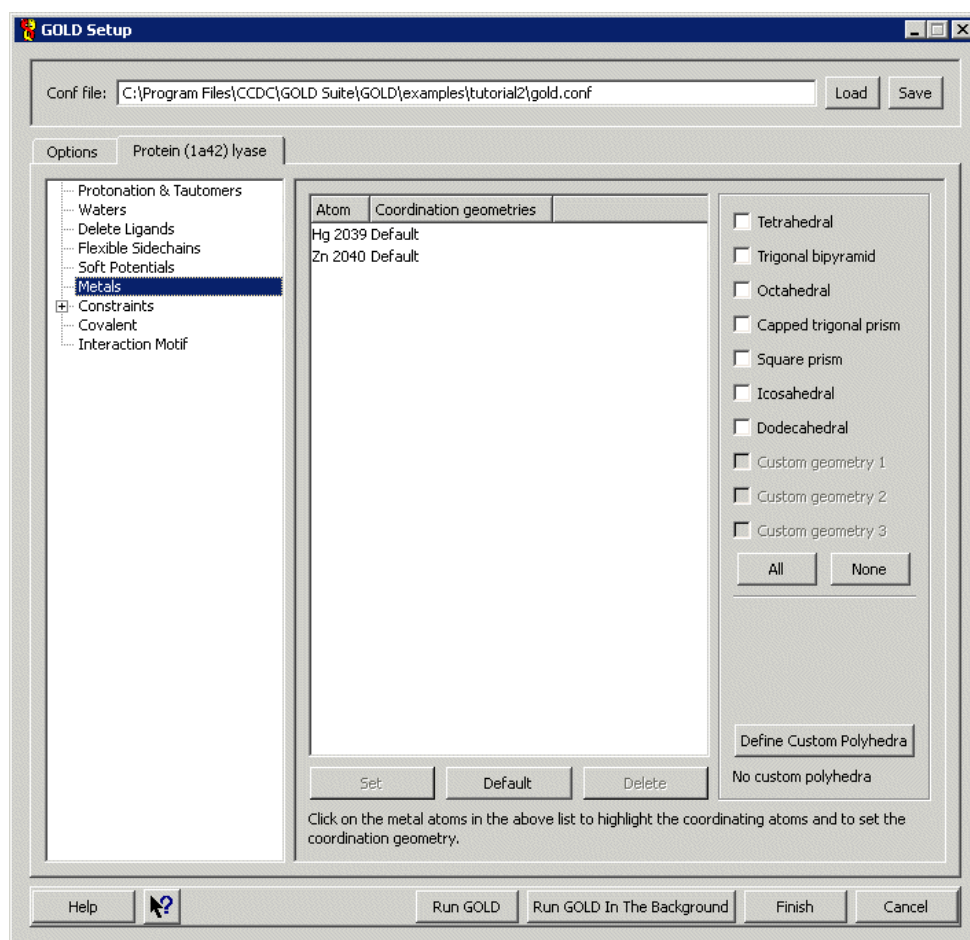 GOLD Setup
Conf file: C:\Program Files\CCDC\GOLD Suite\GOLD\examples\tutorial2\gold.conf Load Save
Options Protein (1a42) lyase
Protonation & Tautomers
Waters
Delete Ligands
Flexible Sidechains
Soft Potentials
Metals
Constraints
Covalent
Interaction Motif
Atom Coordination geometries
Hg 2039 Default
Zn 2040 Default
Set Default Delete
Click on the metal atoms in the above list to highlight the coordinating atoms and to set the
coordination geometry.
Tetrahedral
Trigonal bipyramid
Octahedral
Capped trigonal prism
Square prism
Icosahedral
Dodecahedral
Custom geometry 1
Custom geometry 2
Custom geometry 3
All None
Define Custom Polyhedra
No custom polyhedra
Help ? Run GOLD Run GOLD In The Background Finish Cancel